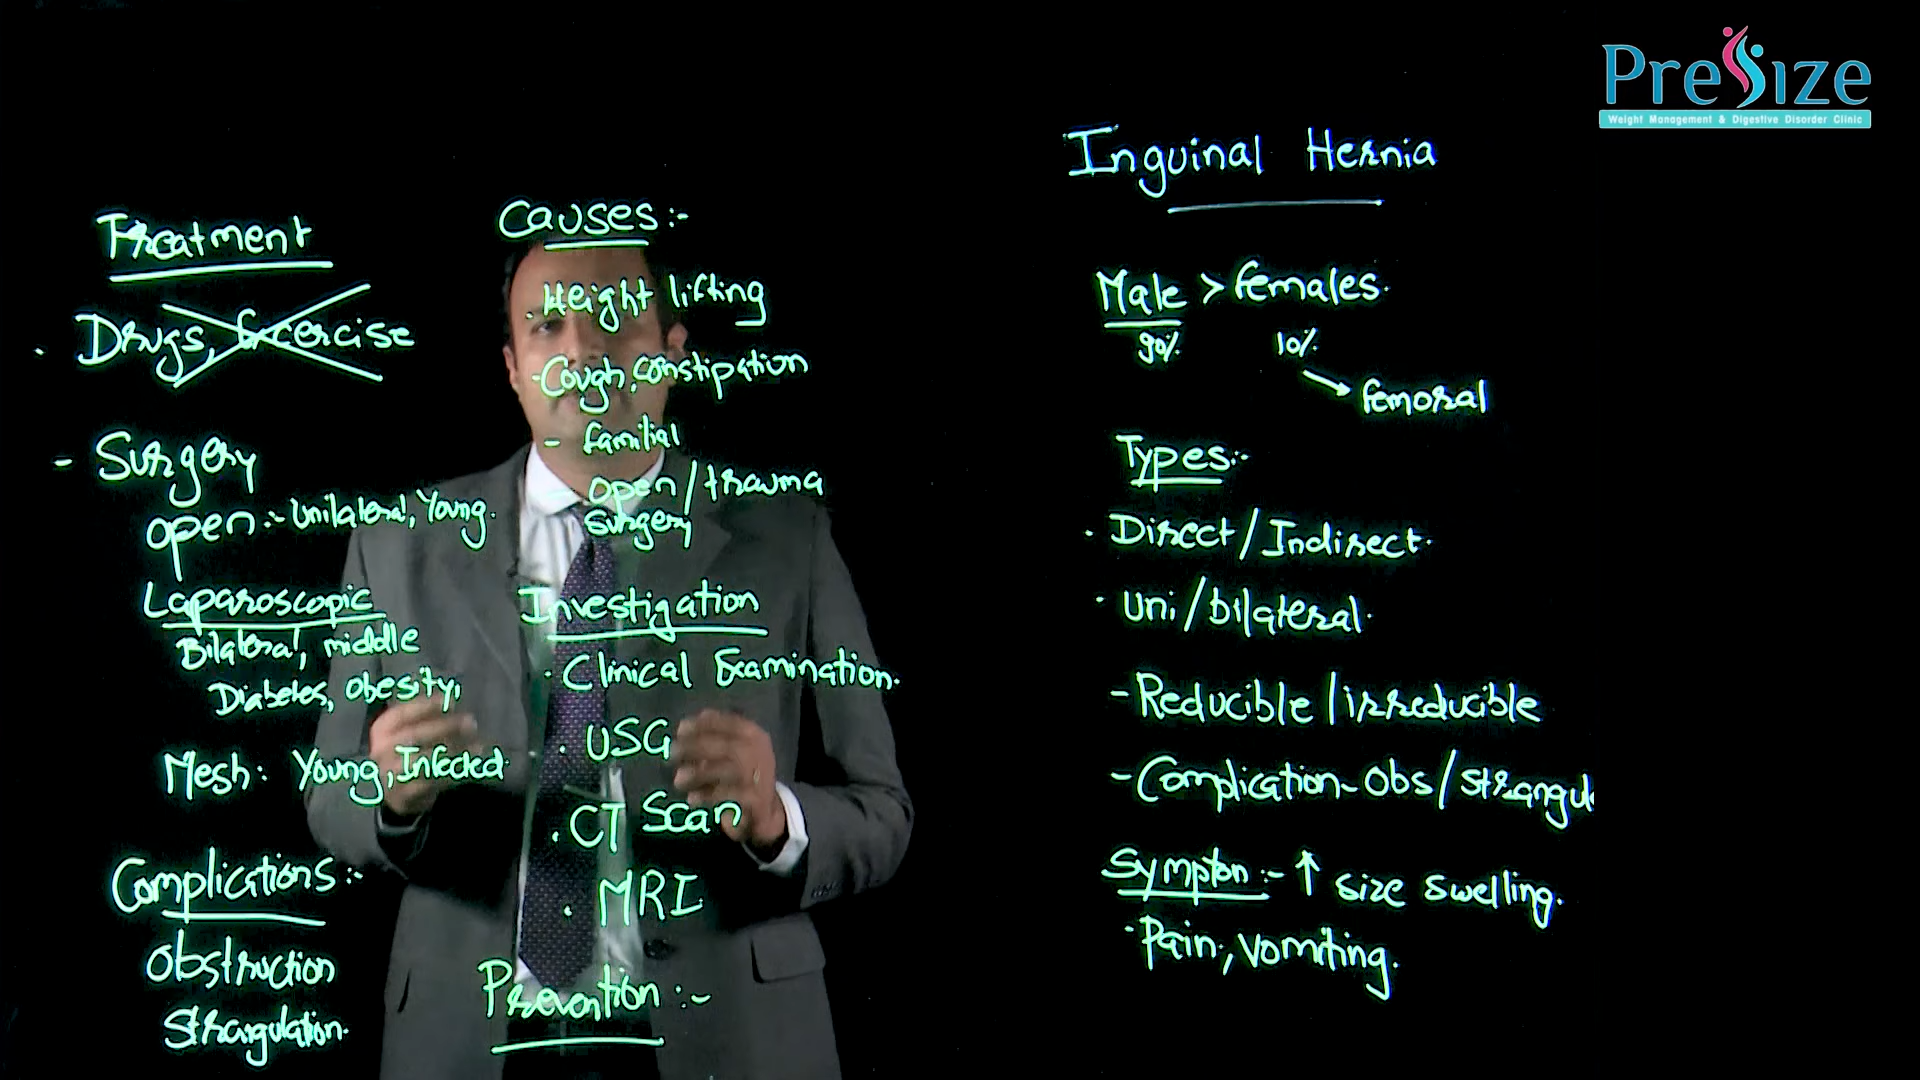 PreSize
Weight Management & Digestive Disorder Clinic
Inguinal Hernia
Male > females.
90% 10%
femoral
Types:-
· Direct / Indirect.
· Uni / bilateral.
- Reducible / irreducible
- Complication - Obs / strangul
Sympton :- ↑ size swelling.
· Pain, vomiting.
Causes :-
· Height lifting
- Cough, constipation
- familial
- open / trauma
surgery
Investigation
· Clinical Examination.
· USG
· CT Scan
· MRI
Prevention :-
Treatment
· Drugs, Excercise
- Surgery
open :- Unilateral, Young.
Laparoscopic
Bilateral, middle
Diabetes, obesity,
Mesh : Young, Infected.
Complications :-
Obstruction
Strangulation.